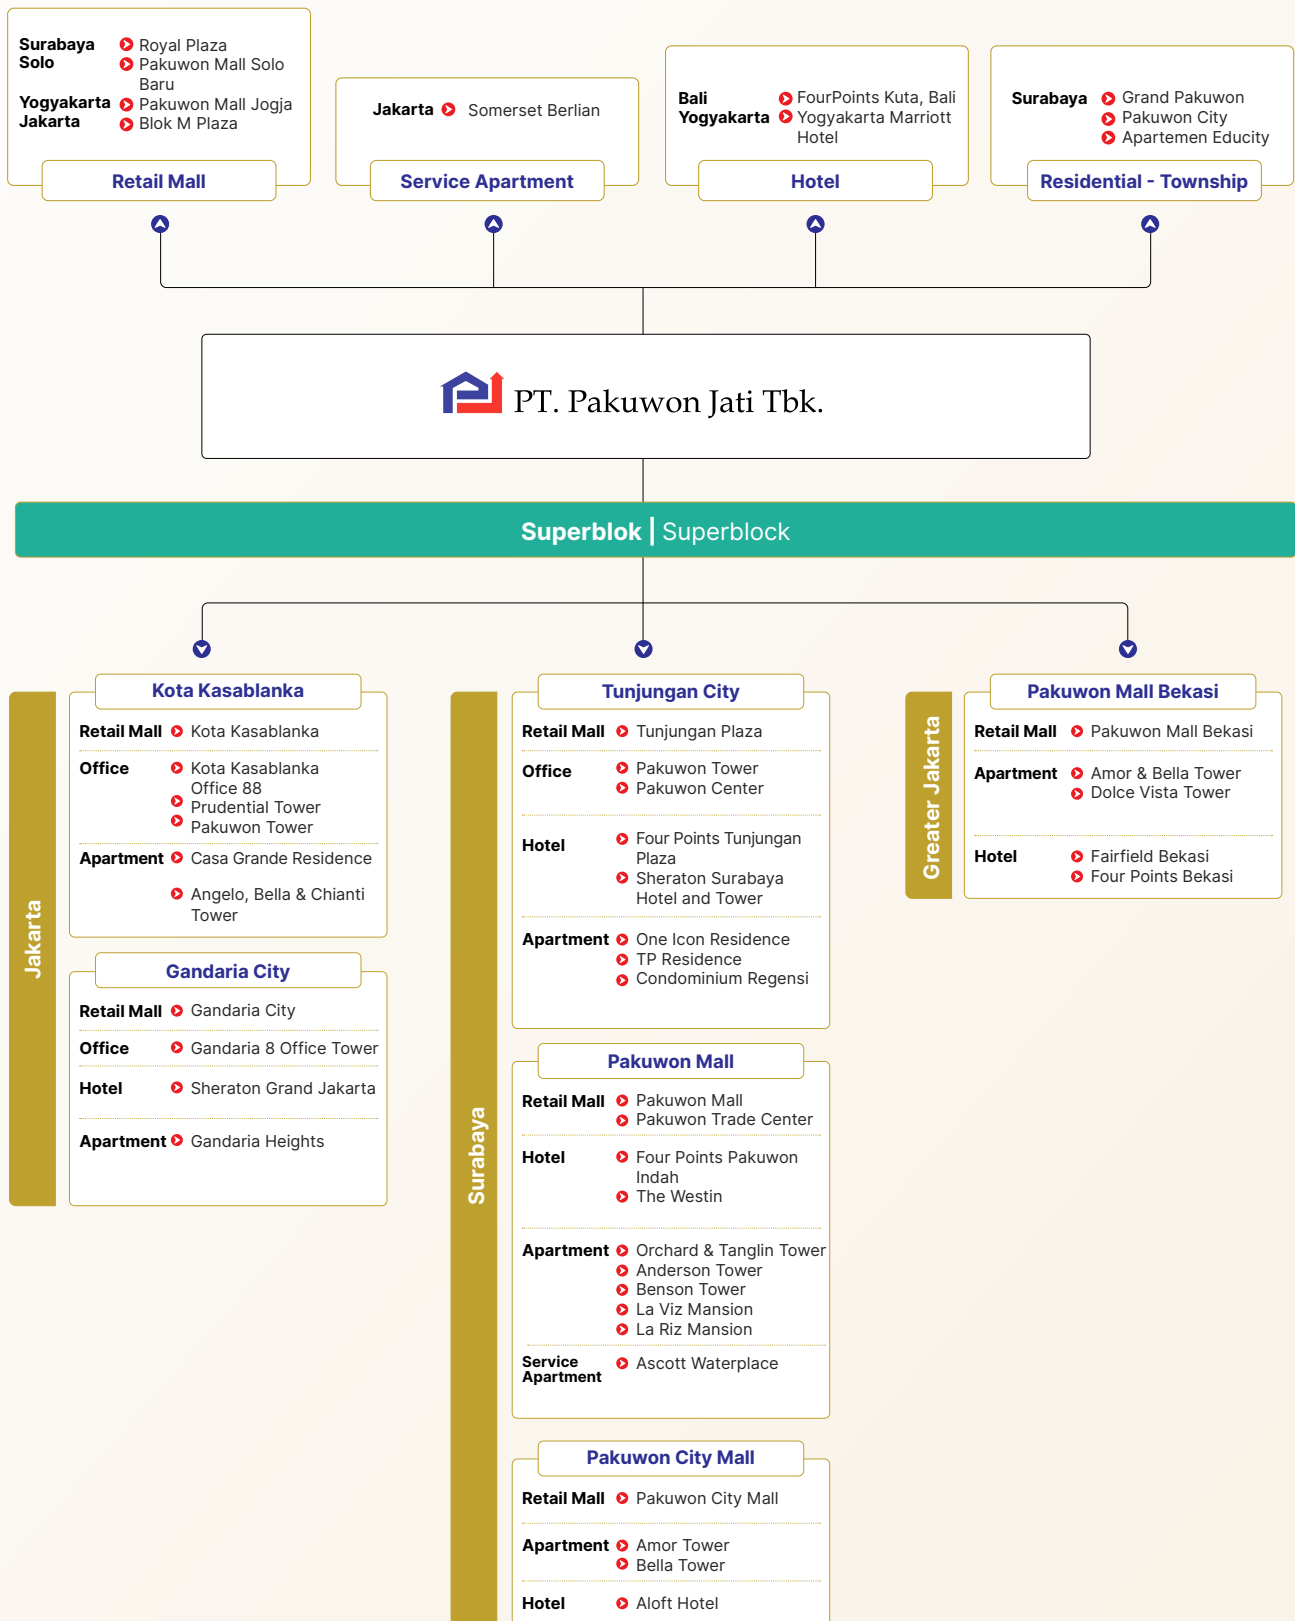 Surabaya Royal Plaza
Solo Pakuwon Mall Solo
Baru
Yogyakarta Pakuwon Mall Jogja
Jakarta Blok M Plaza
Retail Mall
Jakarta Somerset Berlian
Service Apartment
Bali FourPoints Kuta, Bali
Yogyakarta Yogyakarta Marriott
Hotel
Hotel
Surabaya Grand Pakuwon
Pakuwon City
Apartemen Educity
Residential - Township
PT. Pakuwon Jati Tbk.
Superblok | Superblock
Jakarta
Kota Kasablanka
Retail Mall Kota Kasablanka
Office Kota Kasablanka
Office 88
Prudential Tower
Pakuwon Tower
Apartment Casa Grande Residence
Angelo, Bella & Chianti
Tower
Gandaria City
Retail Mall Gandaria City
Office Gandaria 8 Office Tower
Hotel Sheraton Grand Jakarta
Apartment Gandaria Heights
Surabaya
Tunjungan City
Retail Mall Tunjungan Plaza
Office Pakuwon Tower
Pakuwon Center
Hotel Four Points Tunjungan
Plaza
Sheraton Surabaya
Hotel and Tower
Apartment One Icon Residence
TP Residence
Condominium Regensi
Pakuwon Mall
Retail Mall Pakuwon Mall
Pakuwon Trade Center
Hotel Four Points Pakuwon
Indah
The Westin
Apartment Orchard & Tanglin Tower
Anderson Tower
Benson Tower
La Viz Mansion
La Riz Mansion
Service Ascott Waterplace
Apartment
Pakuwon City Mall
Retail Mall Pakuwon City Mall
Apartment Amor Tower
Bella Tower
Hotel Aloft Hotel
Greater Jakarta
Pakuwon Mall Bekasi
Retail Mall Pakuwon Mall Bekasi
Apartment Amor & Bella Tower
Dolce Vista Tower
Hotel Fairfield Bekasi
Four Points Bekasi